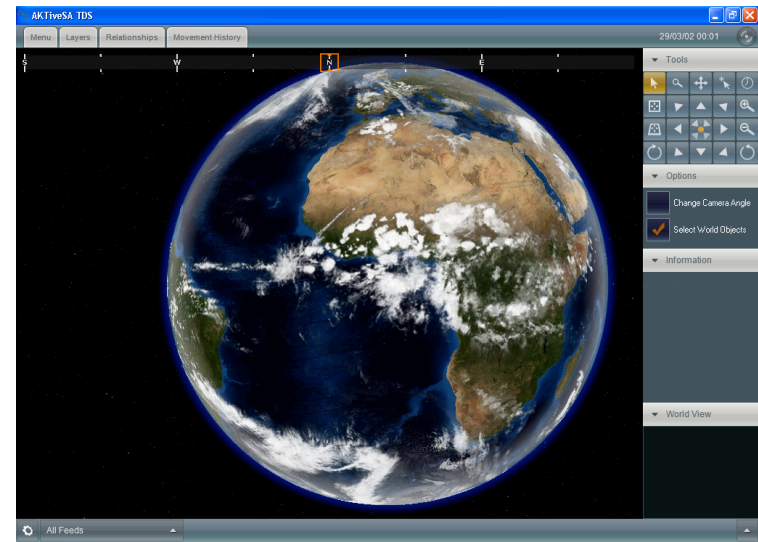 AKTiveSA TDS
Menu
Layers
Relationships
Movement History
29/03/02 00:01
S
W
N
E
Tools
Options
Change Camera Angle
Select World Objects
Information
World View
All Feeds